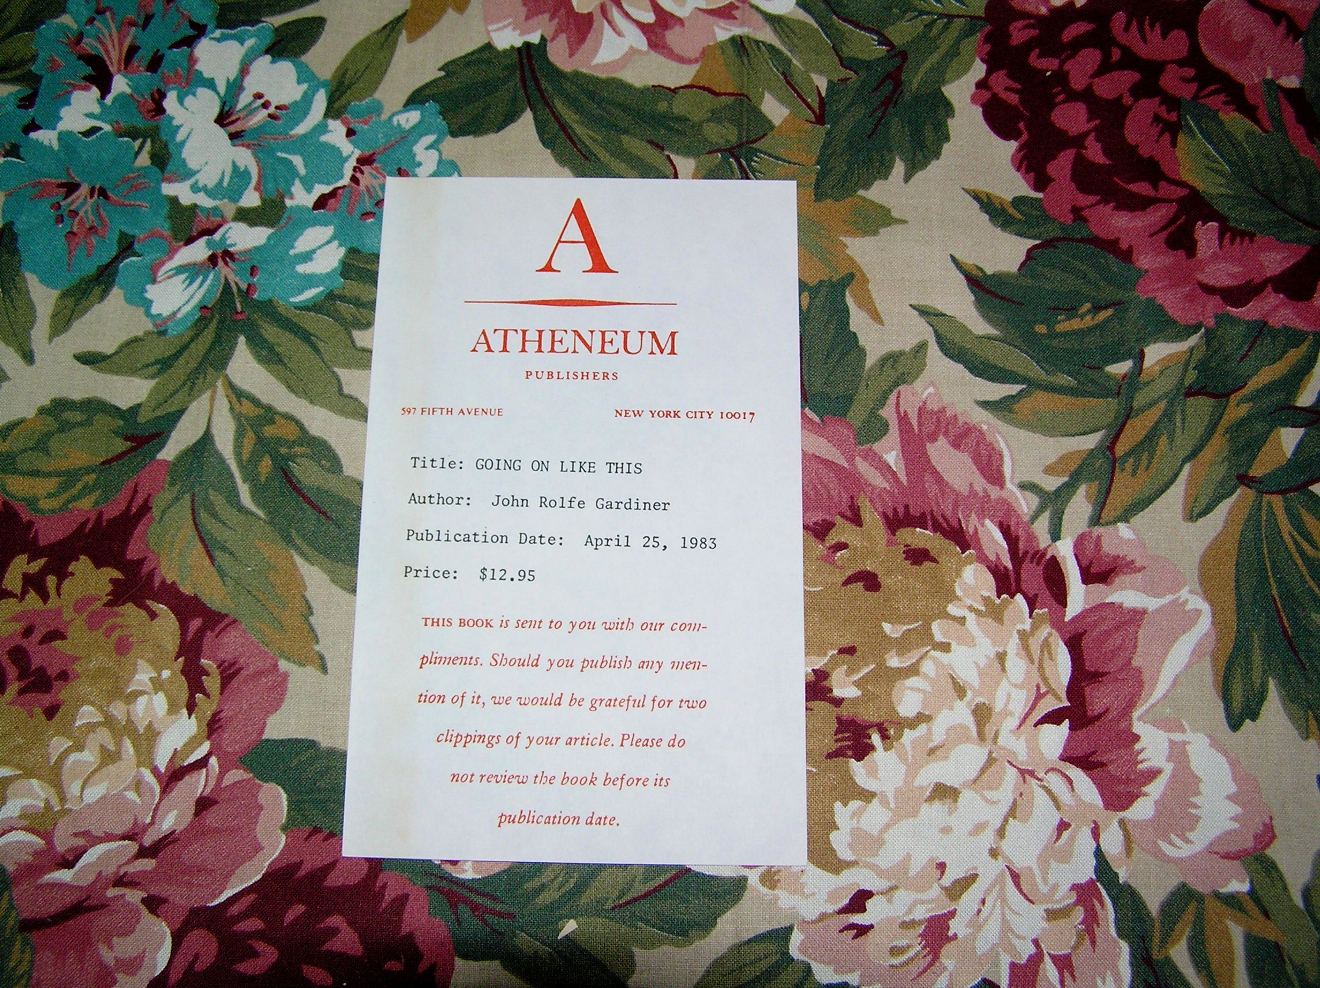 A
ATHENEUM
PUBLISHERS
597 FIFTH AVENUE NEW YORK CITY 10017
Title: GOING ON LIKE THIS
Author: John Rolfe Gardiner
Publication Date: April 25, 1983
Price: $12.95
THIS BOOK is sent to you with our com-
pliments. Should you publish any men-
tion of it, we would be grateful for two
clippings of your article. Please do
not review the book before its
publication date.